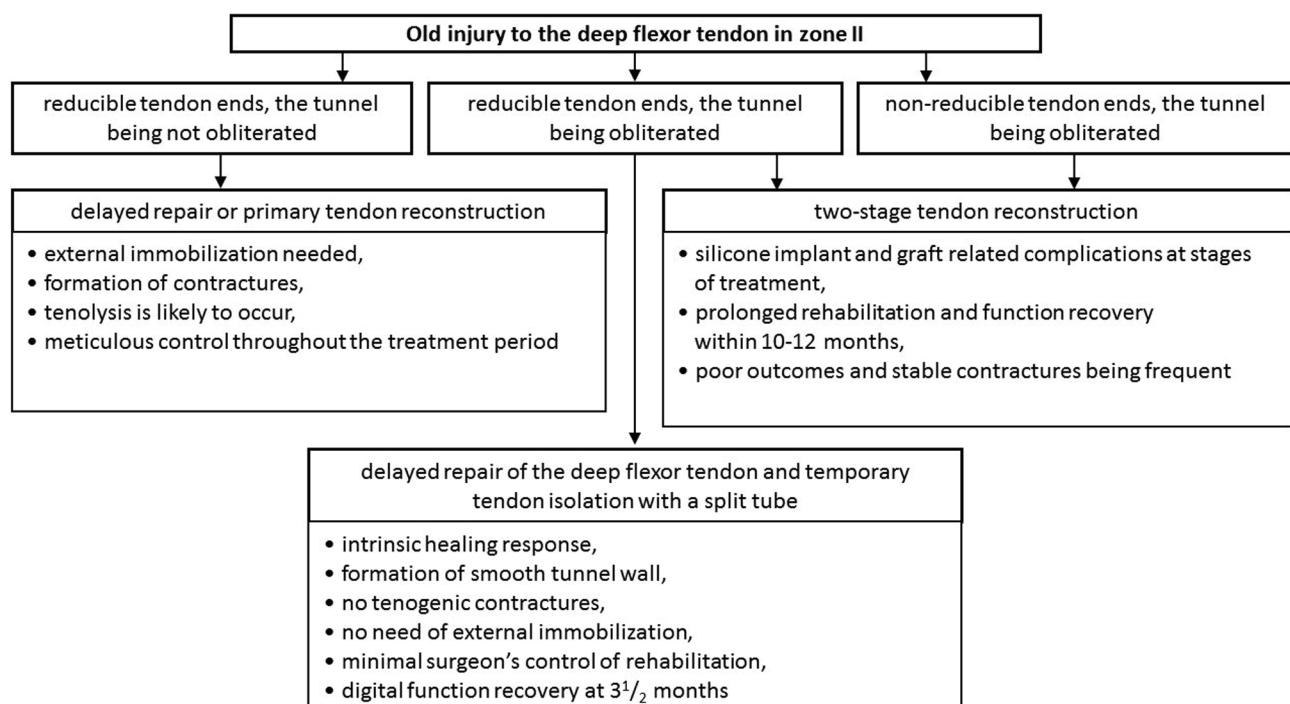 Old injury to the deep flexor tendon in zone II
reducible tendon ends, the tunnel
being not obliterated
reducible tendon ends, the tunnel
being obliterated
non-reducible tendon ends, the tunnel
being obliterated
delayed repair or primary tendon reconstruction
• external immobilization needed,
• formation of contractures,
• tenolysis is likely to occur,
• meticulous control throughout the treatment period
two-stage tendon reconstruction
• silicone implant and graft related complications at stages
of treatment,
• prolonged rehabilitation and function recovery
within 10-12 months,
• poor outcomes and stable contractures being frequent
delayed repair of the deep flexor tendon and temporary
tendon isolation with a split tube
• intrinsic healing response,
• formation of smooth tunnel wall,
• no tenogenic contractures,
• no need of external immobilization,
• minimal surgeon’s control of rehabilitation,
• digital function recovery at 3¹/₂ months